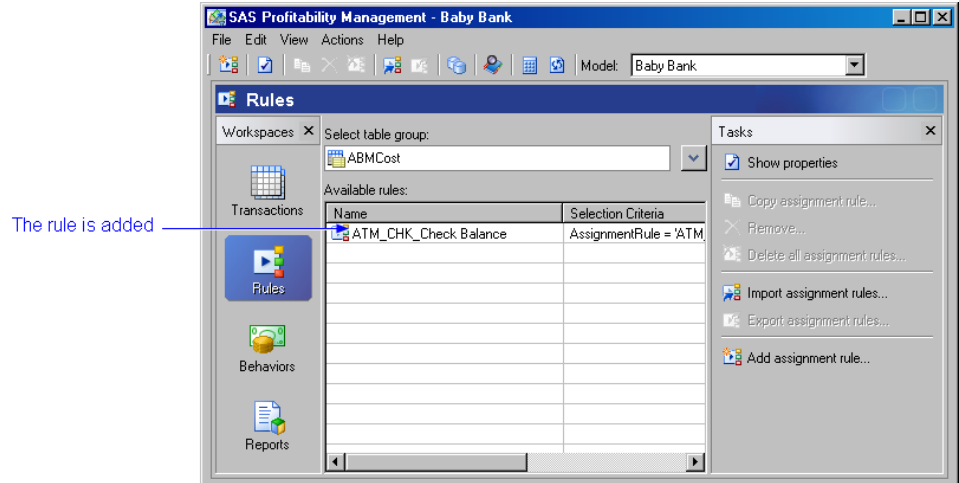 SAS Profitability Management - Baby Bank
File Edit View Actions Help
Model: Baby Bank
Rules
Workspaces
Select table group:
Tasks
ABMCost
Show properties
Available rules:
Transactions
Copy assignment rule...
Name Selection Criteria
The rule is added
ATM_CHK_Check Balance AssignmentRule = 'ATM_
Remove...
Delete all assignment rules...
Rules
Import assignment rules...
Export assignment rules...
Behaviors
Add assignment rule...
Reports